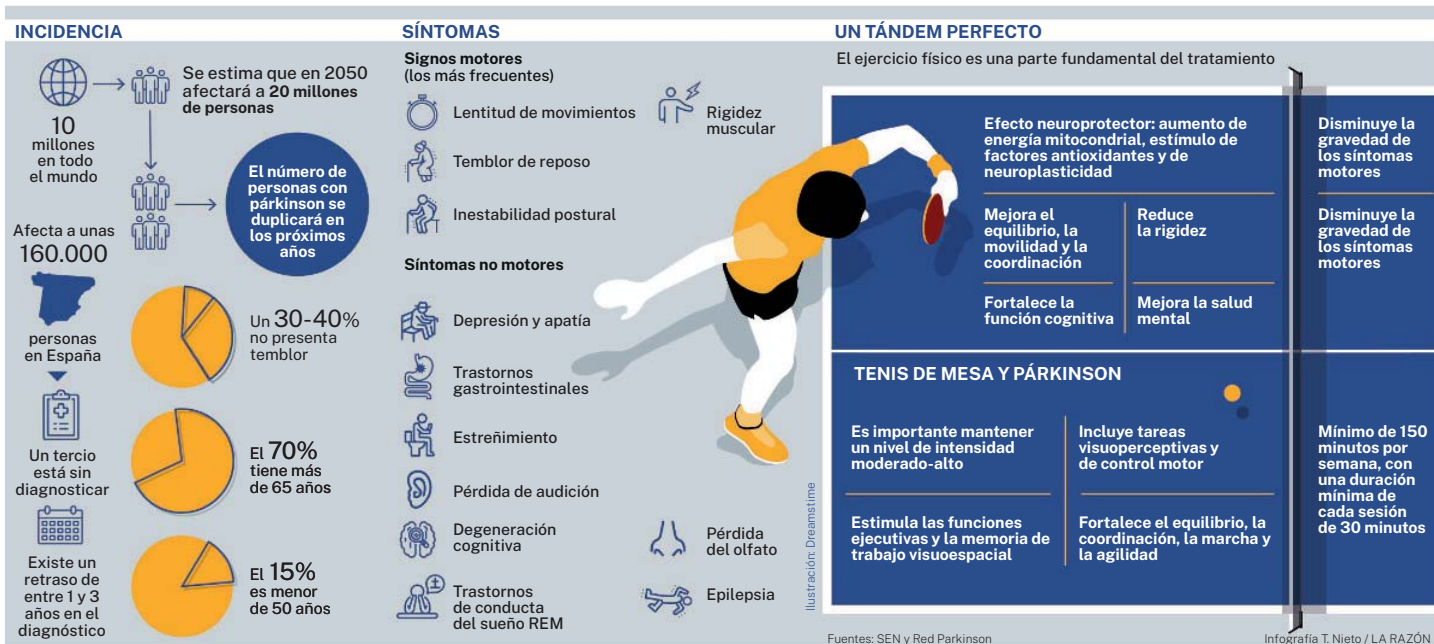 INCIDENCIA
10
millones
en todo
el mundo
Se estima que en 2050
afectará a 20 millones
de personas
El número de
personas con
párkinson se
duplicará en
los próximos
años
Afecta a unas
160.000
personas
en España
Un tercio
está sin
diagnosticar
Existe un
retraso de
entre 1 y 3
años en el
diagnóstico
Un 30-40%
no presenta
temblor
El 70%
tiene más
de 65 años
El 15%
es menor
de 50 años
SÍNTOMAS
Signos motores
(los más frecuentes)
Lentitud de movimientos
Rigidez
muscular
Temblor de reposo
Inestabilidad postural
Síntomas no motores
Depresión y apatía
Trastornos
gastrointestinales
Estreñimiento
Pérdida de audición
Degeneración
cognitiva
Pérdida
del olfato
Trastornos
de conducta
del sueño REM
Epilepsia
UN TÁNDEM PERFECTO
El ejercicio físico es una parte fundamental del tratamiento
Efecto neuroprotector: aumento de
energía mitocondrial, estímulo de
factores antioxidantes y de
neuroplasticidad
Disminuye la
gravedad de
los síntomas
motores
Mejora el
equilibrio, la
movilidad y la
coordinación
Reduce
la rigidez
Disminuye la
gravedad de
los síntomas
motores
Fortalece la
función cognitiva
Mejora la salud
mental
TENIS DE MESA Y PÁRKINSON
Es importante mantener
un nivel de intensidad
moderado-alto
Incluye tareas
visuoperceptivas y
de control motor
Mínimo de 150
minutos por
semana, con
una duración
mínima de
cada sesión
de 30 minutos
Estimula las funciones
ejecutivas y la memoria de
trabajo visuoespacial
Fortalece el equilibrio, la
coordinación, la marcha y
la agilidad
Ilustración: Dreamstime
Fuentes: SEN y Red Parkinson
Infografía T. Nieto / LA RAZÓN